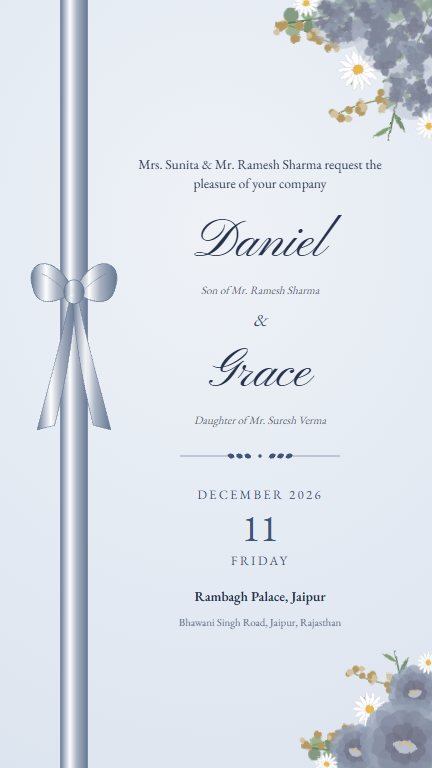 Mrs. Sunita & Mr. Ramesh Sharma request the
pleasure of your company
Daniel
Son of Mr. Ramesh Sharma
&
Grace
Daughter of Mr. Suresh Verma
DECEMBER 2026
11
FRIDAY
Rambagh Palace, Jaipur
Bhawani Singh Road, Jaipur, Rajasthan